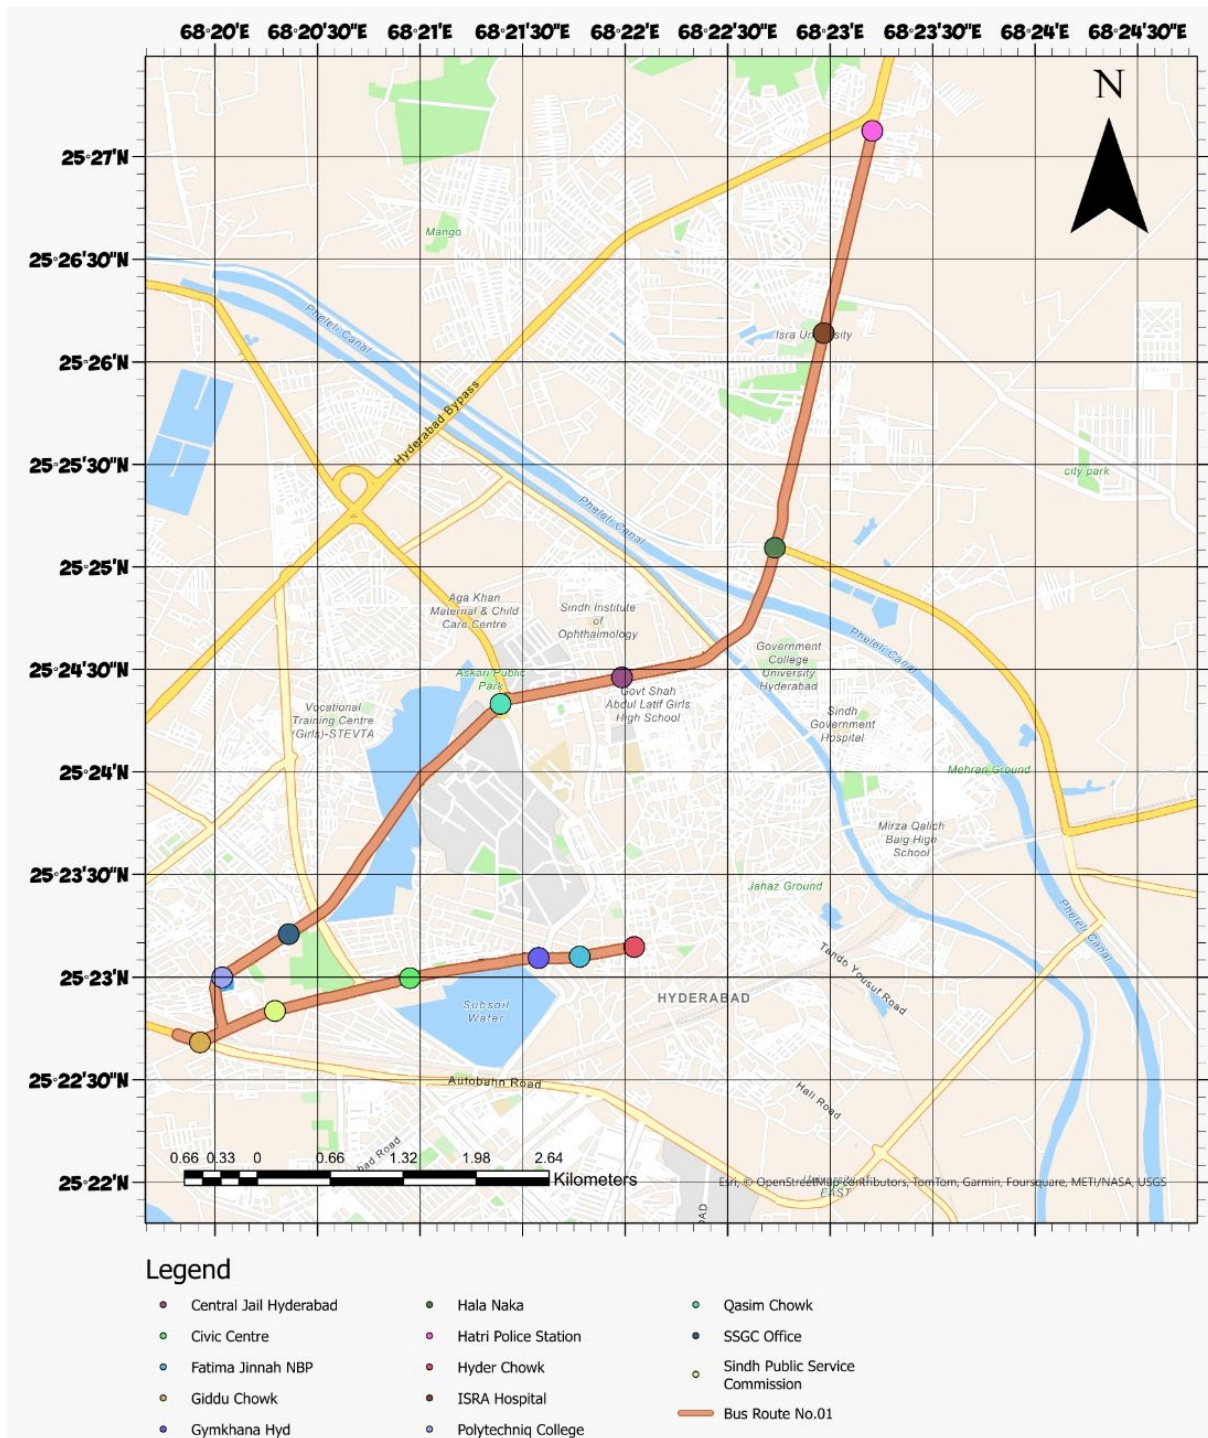 68°20'E 68°20'30"E 68°21'E 68°21'30"E 68°22'E 68°22'30"E 68°23'E 68°23'30"E 68°24'E 68°24'30"E
N
25°27'N
Mango
25°26'30"N
Pheleli Canal
Isra University
25°26'N
Hyderabad Bypass
25°25'30"N
city park
Pheleli Canal
25°25'N
Aga Khan
Maternal & Child
Care Centre
Sindh Institute
of
Ophthalmology
Government
College
University
Hyderabad
Pheleli Canal
25°24'30"N
Askari Public
Park
Govt Shah
Abdul Latif Girls
High School
Vocational
Training Centre
(Girls)-STEVTA
Sindh
Government
Hospital
25°24'N
Mehran Ground
Mirza Qalich
Baig High
School
25°23'30"N
Jahaz Ground
Pheleli Canal
25°23'N
Tando Yousuf Road
Subsoil
Water
HYDERABAD
25°22'30"N
Autobahn Road
Hali Road
bad Road
0.66 0.33 0 0.66 1.32 1.98 2.64
Kilometers
25°22'N
Esri, © OpenStreetMap contributors, TomTom, Garmin, Foursquare, METI/NASA, USGS
EAST
OAD
Legend
Central Jail Hyderabad
Civic Centre
Fatima Jinnah NBP
Giddu Chowk
Gymkhana Hyd
Hala Naka
Hatri Police Station
Hyder Chowk
ISRA Hospital
Polytechniq College
Qasim Chowk
SSGC Office
Sindh Public Service
Commission
Bus Route No.01